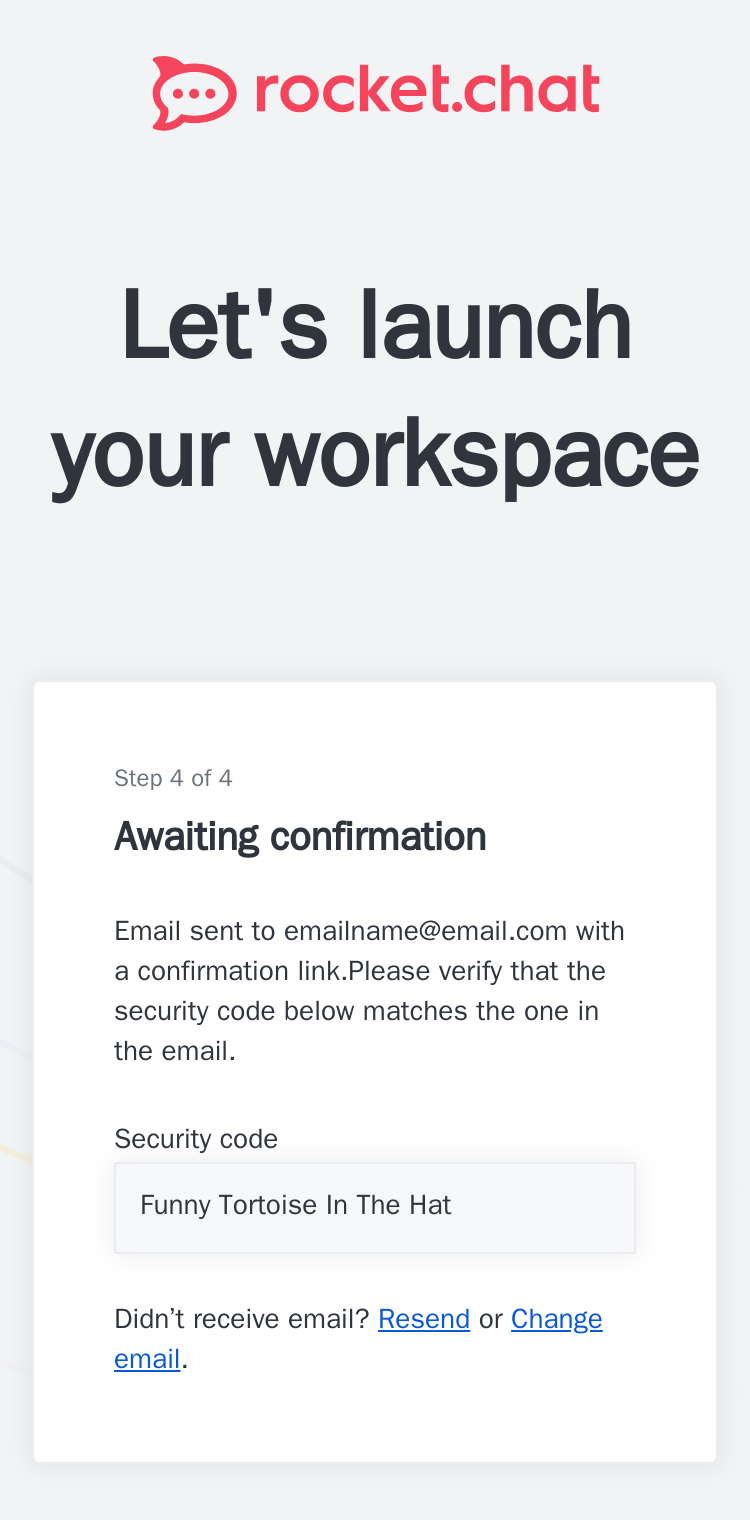 rocket.chat
Let's launch
your workspace
Step 4 of 4
Awaiting confirmation
Email sent to emailname@email.com with
a confirmation link.Please verify that the
security code below matches the one in
the email.
Security code
Funny Tortoise In The Hat
Didn’t receive email? Resend or Change
email.